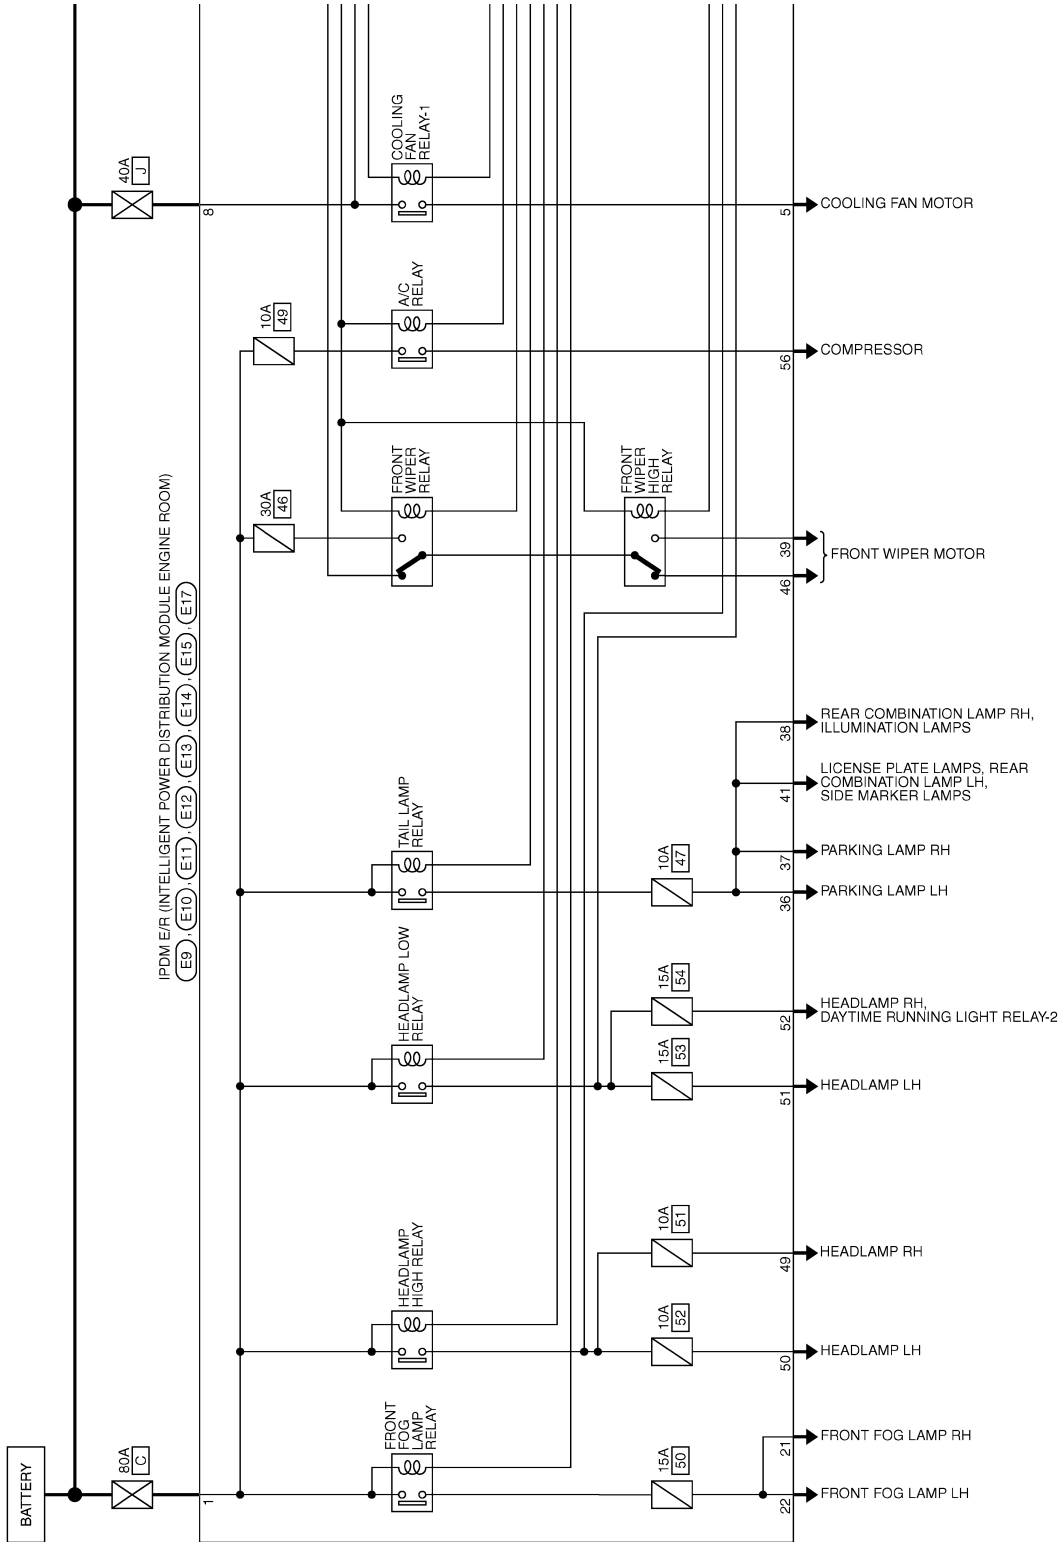 40A
J
8
COOLING
FAN
RELAY-1
5
COOLING FAN MOTOR
10A
49
A/C
RELAY
56
COMPRESSOR
30A
46
FRONT
WIPER
RELAY
FRONT
WIPER
HIGH
RELAY
39
46
FRONT WIPER MOTOR
IPDM E/R (INTELLIGENT POWER DISTRIBUTION MODULE ENGINE ROOM)
E9 , E10 , E11 , E12 , E13 , E14 , E15 , E17
38
REAR COMBINATION LAMP RH,
ILLUMINATION LAMPS
41
LICENSE PLATE LAMPS, REAR
COMBINATION LAMP LH,
SIDE MARKER LAMPS
TAIL LAMP
RELAY
10A
47
37
PARKING LAMP RH
36
PARKING LAMP LH
HEADLAMP LOW
RELAY
15A
54
52
HEADLAMP RH,
DAYTIME RUNNING LIGHT RELAY-2
15A
53
51
HEADLAMP LH
HEADLAMP
HIGH RELAY
10A
51
49
HEADLAMP RH
10A
52
50
HEADLAMP LH
BATTERY
80A
C
1
FRONT
FOG
LAMP
RELAY
15A
50
21
FRONT FOG LAMP RH
22
FRONT FOG LAMP LH